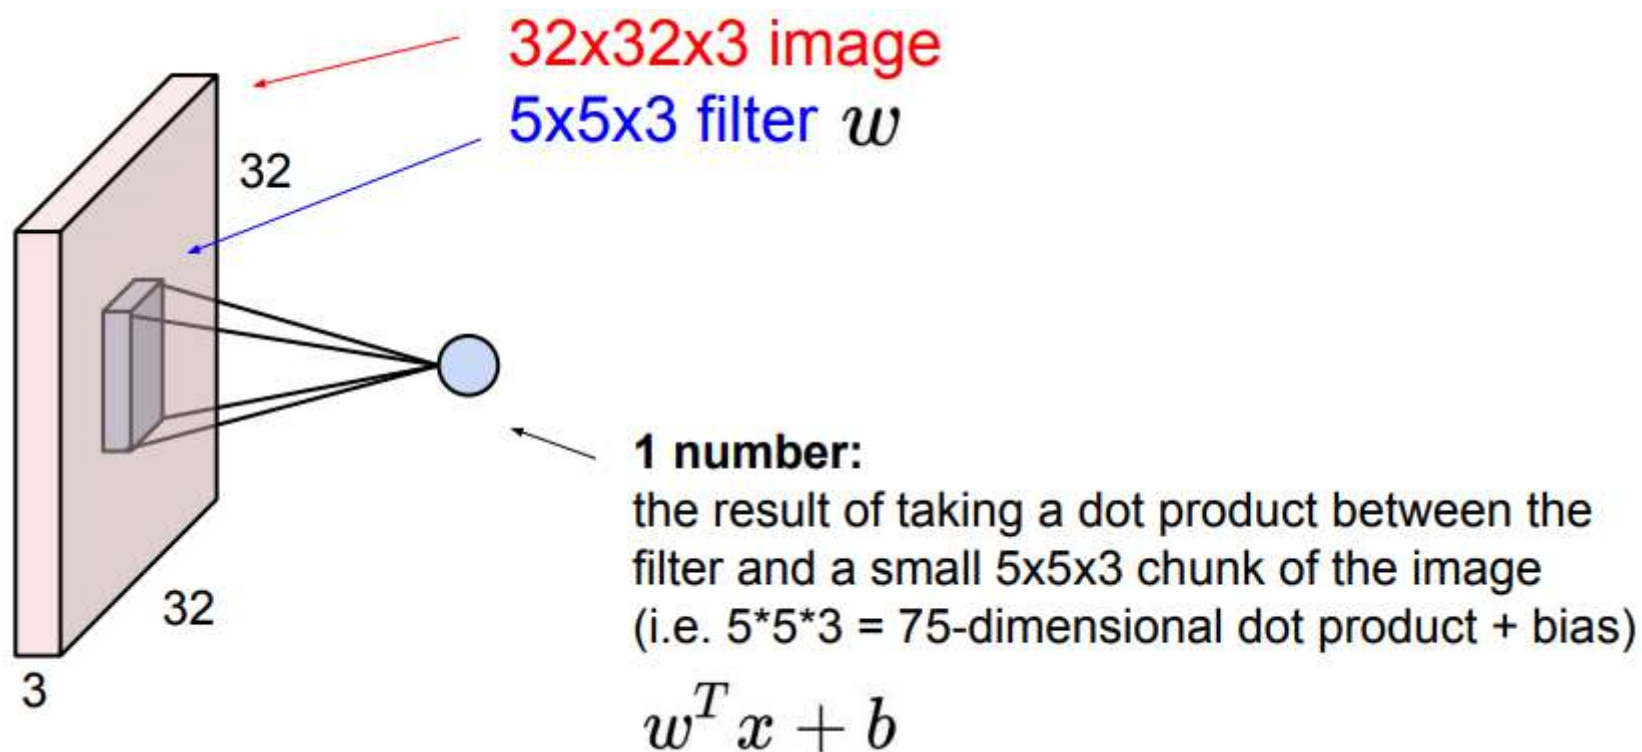 32x32x3 image
5x5x3 filter w
32
1 number:
the result of taking a dot product between the
filter and a small 5x5x3 chunk of the image
(i.e. 5*5*3 = 75-dimensional dot product + bias)
32
3
w^T x + b